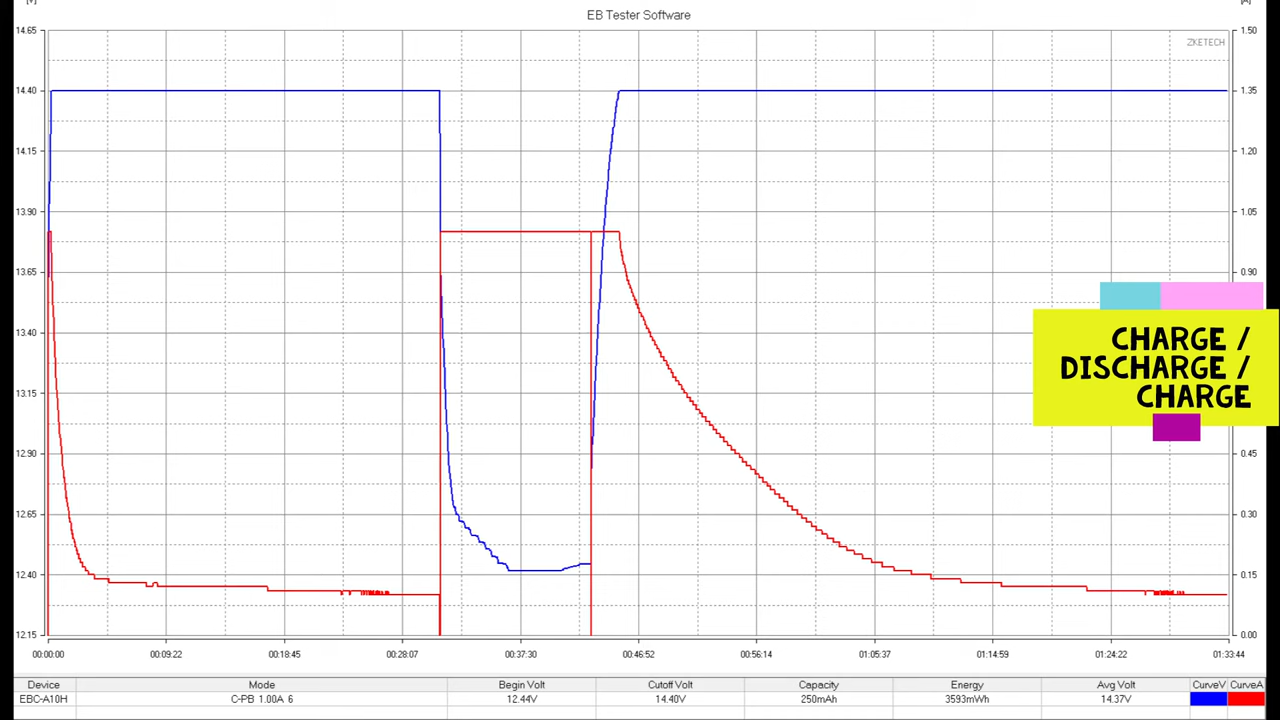 EB Tester Software
ZKETECH
14.65
14.40
14.15
13.90
13.65
13.40
13.15
12.90
12.65
12.40
12.15
1.50
1.35
1.20
1.05
0.90
0.45
0.30
0.15
0.00
CHARGE /
DISCHARGE /
CHARGE
00:00:00 00:09:22 00:18:45 00:28:07 00:37:30 00:46:52 00:56:14 01:05:37 01:14:59 01:24:22 01:33:44
Device Mode Begin Volt Cutoff Volt Capacity Energy Avg Volt CurveV CurveA
EBC-A10H C-PB 1.00A 6 12.44V 14.40V 250mAh 3593mWh 14.37V